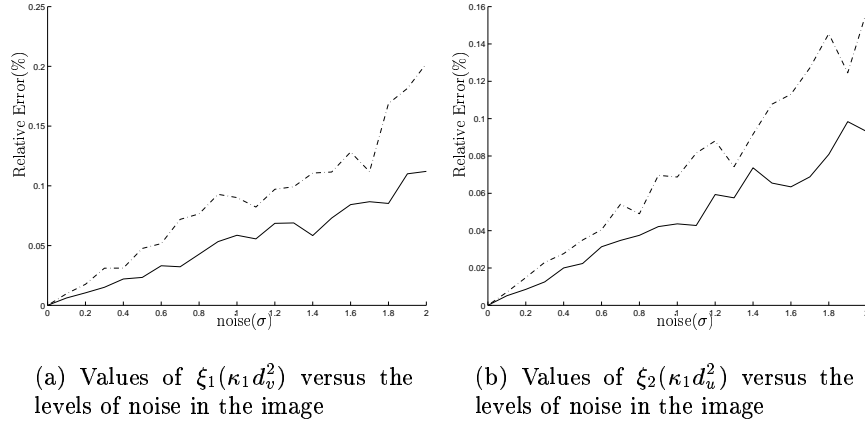 0.25
0.2
0.15
0.1
0.05
0
Relative Error(%)
0 0.2 0.4 0.6 0.8 1 1.2 1.4 1.6 1.8 2
noise(σ)
(a) Values of ξ₁(κ₁d²ᵥ) versus the
levels of noise in the image
0.16
0.14
0.12
0.1
0.08
0.06
0.04
0.02
0
Relative Error(%)
0 0.2 0.4 0.6 0.8 1 1.2 1.4 1.6 1.8
noise(σ)
(b) Values of ξ₂(κ₁d²ᵤ) versus the
levels of noise in the image